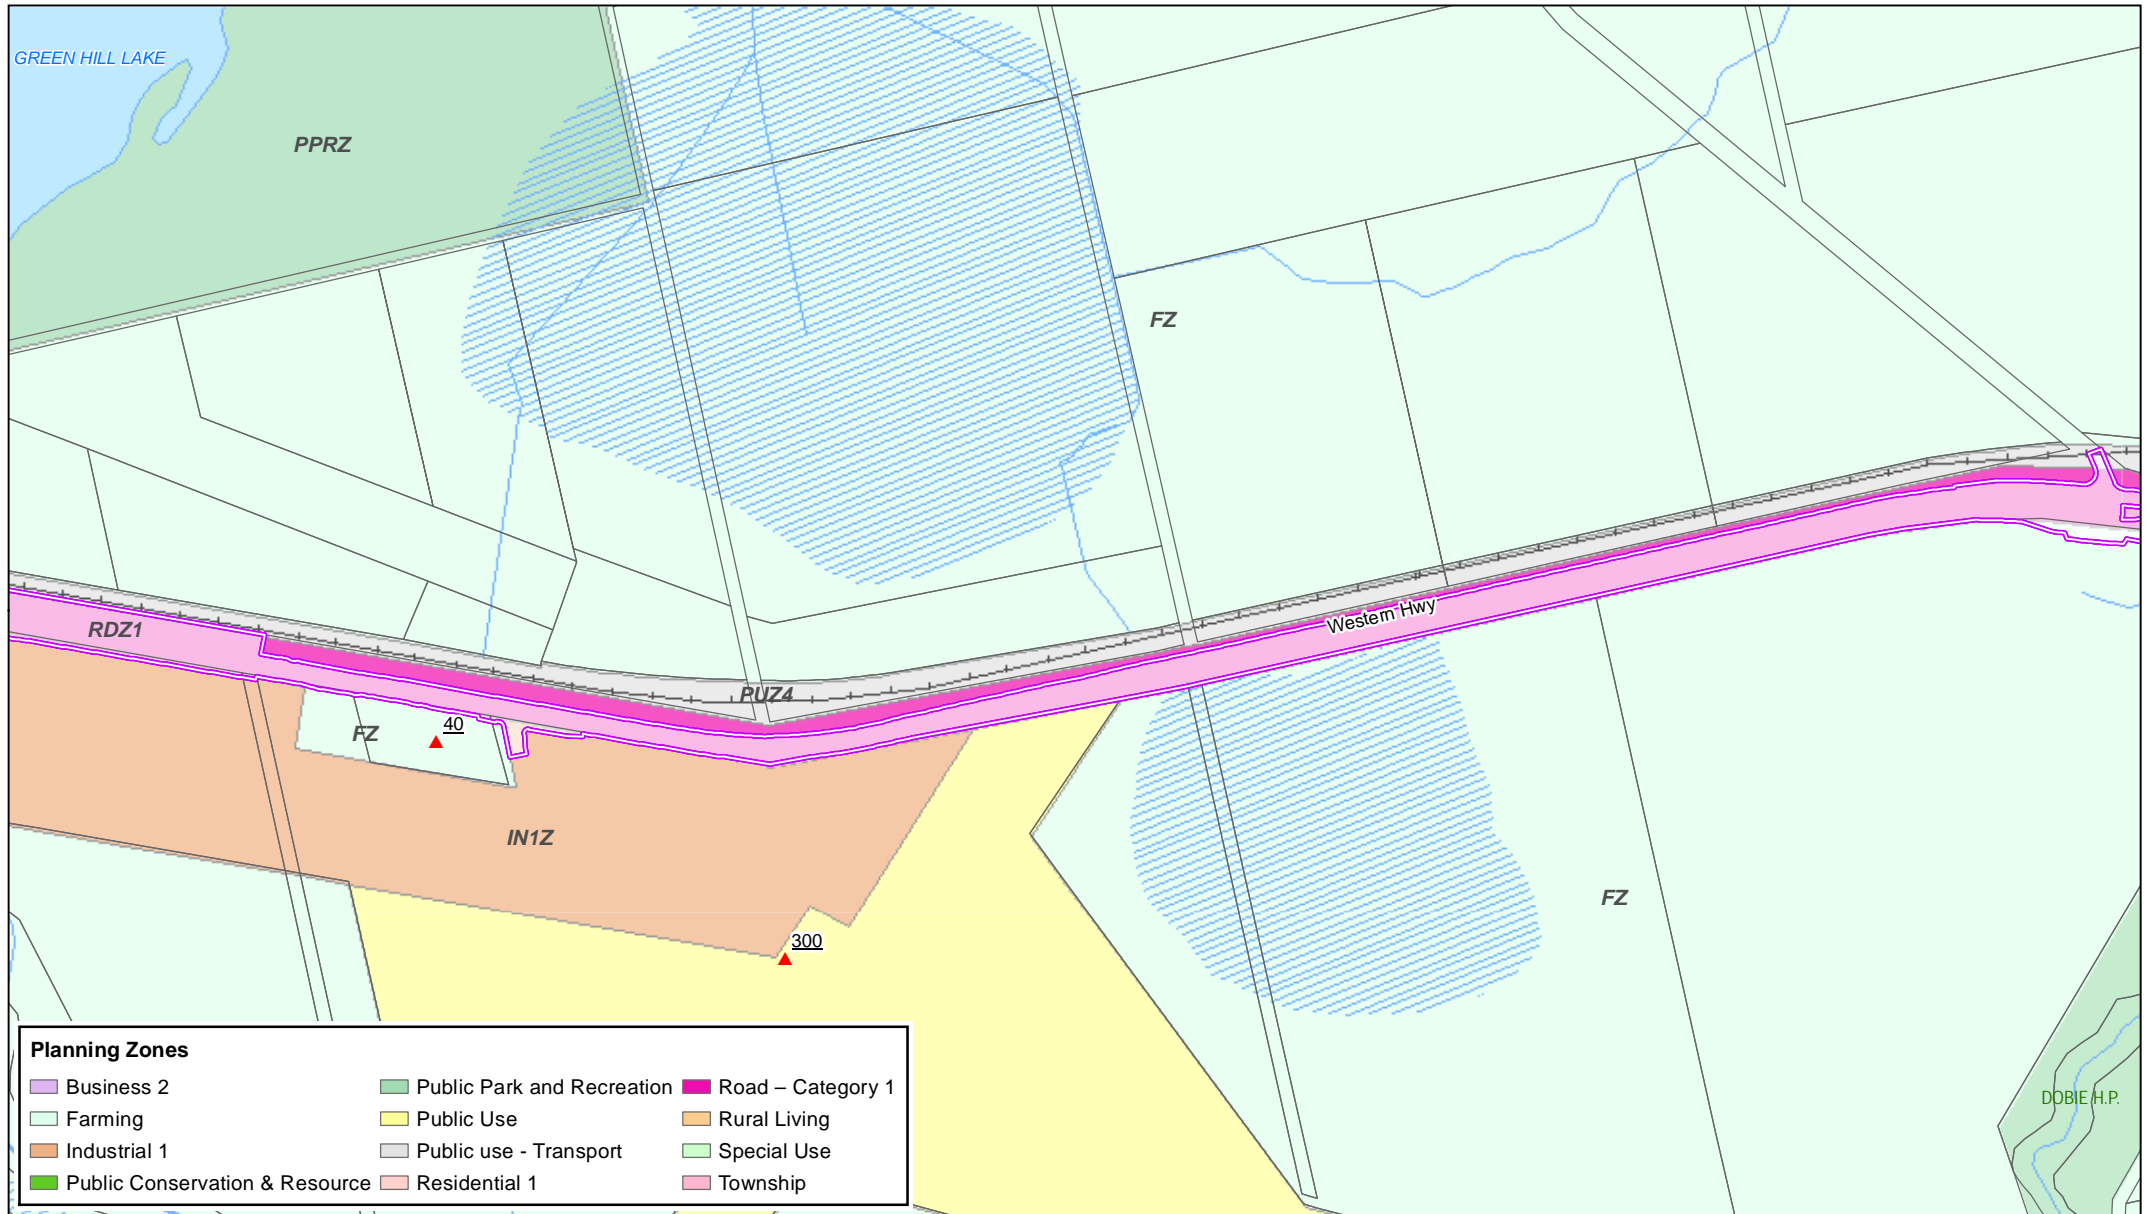 GREEN HILL LAKE
PPRZ
FZ
Western Hwy
RDZ1
PUZ4
40
FZ
IN1Z
FZ
300
DOBIE H.P.
Planning Zones
Business 2
Farming
Industrial 1
Public Conservation & Resource
Public Park and Recreation
Public Use
Public use - Transport
Residential 1
Road – Category 1
Rural Living
Special Use
Township